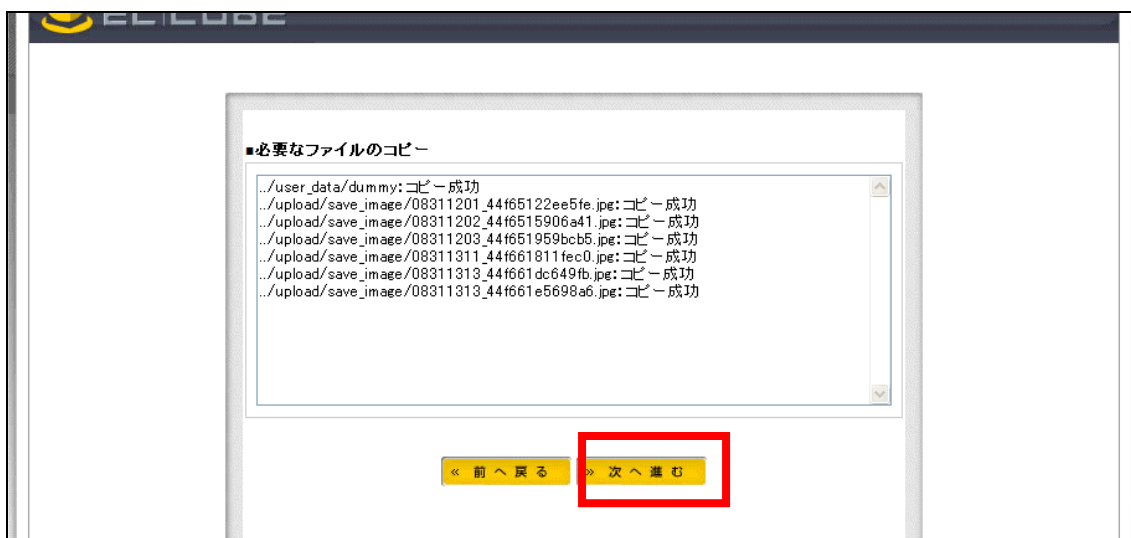 ■必要なファイルのコピー
../user_data/dummy:コピー成功
../upload/save_image/08311201_44f65122ee5fe.jpg:コピー成功
../upload/save_image/08311202_44f6515906a41.jpg:コピー成功
../upload/save_image/08311203_44f651959bcb5.jpg:コピー成功
../upload/save_image/08311311_44f661811fec0.jpg:コピー成功
../upload/save_image/08311313_44f661dc649fb.jpg:コピー成功
../upload/save_image/08311313_44f661e5698a6.jpg:コピー成功
« 前へ戻る » 次へ進む